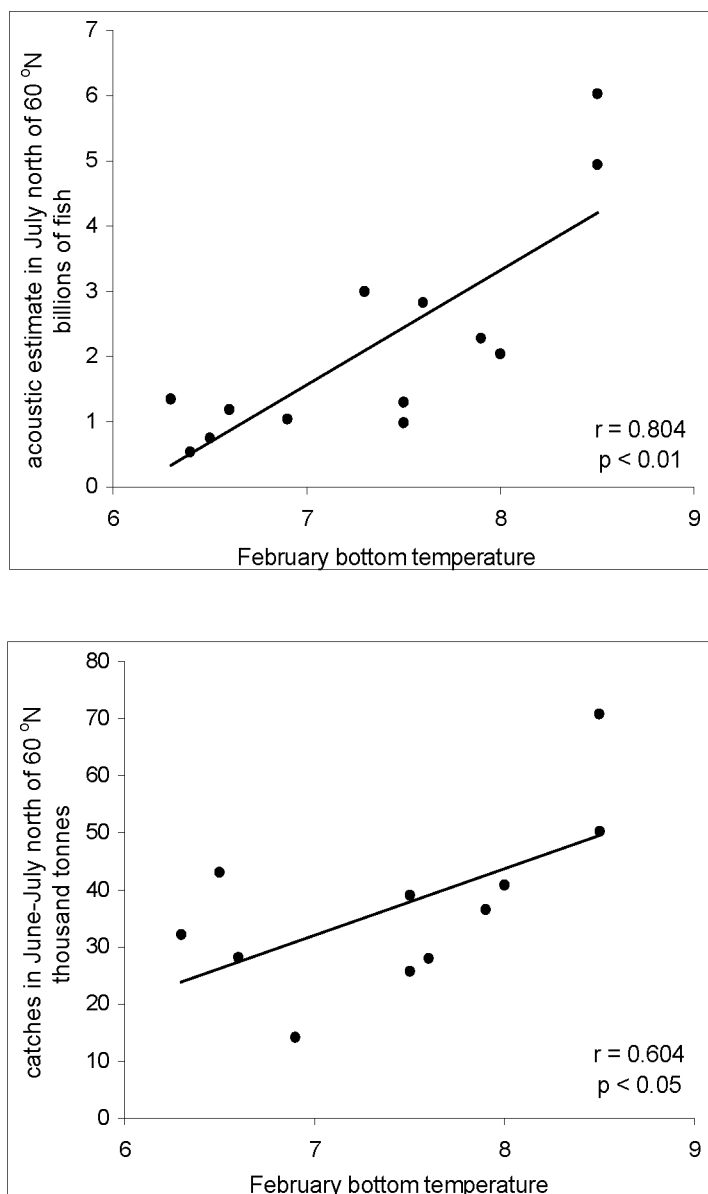 acoustic estimate in July north of 60 °N
billions of fish
7
6
5
4
3
2
1
0
6
7
8
9
r = 0.804
p < 0.01
February bottom temperature
catches in June-July north of 60 °N
thousand tonnes
80
70
60
50
40
30
20
10
0
6
7
8
9
r = 0.604
p < 0.05
February bottom temperature